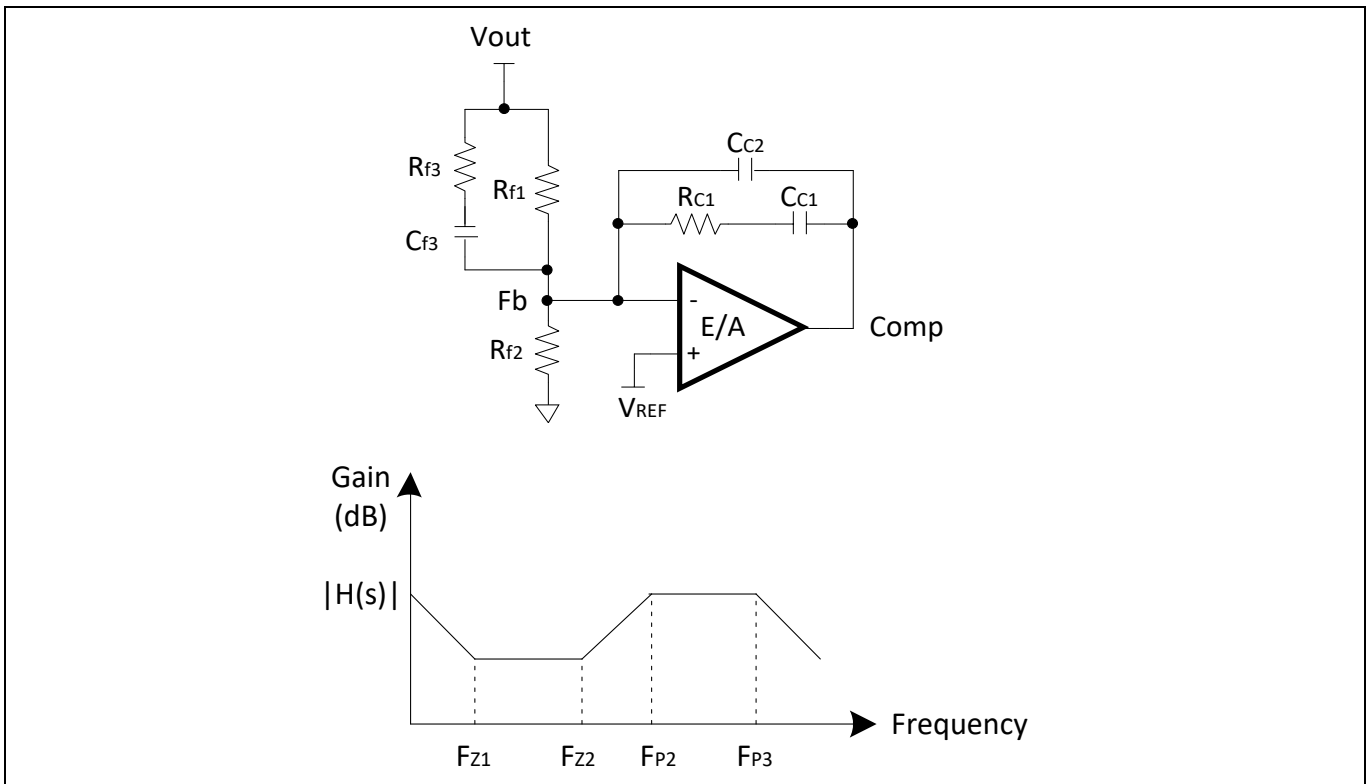 Vout
Rf3
Rf1
Cf3
Fb
Rf2
CC2
RC1
CC1
-
E/A
+
VREF
Comp
Gain
(dB)
|H(s)|
Frequency
FZ1
FZ2
FP2
FP3